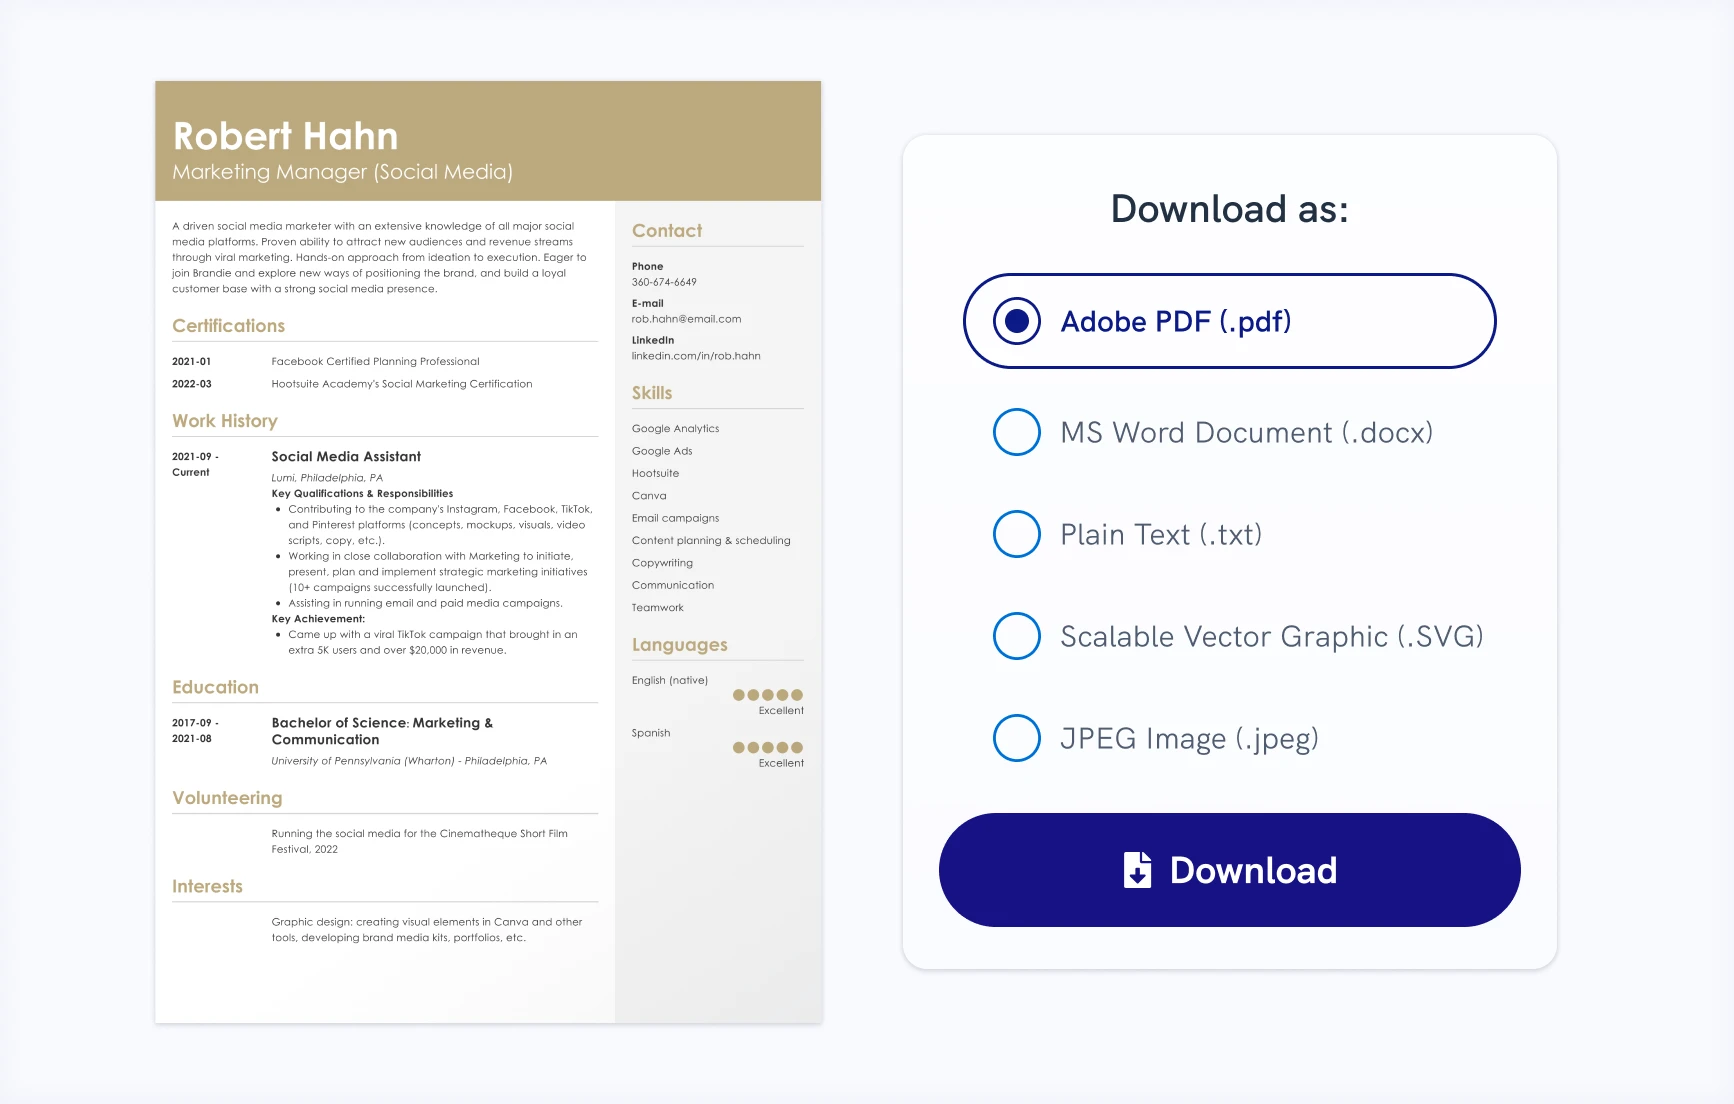 Robert Hahn
Marketing Manager (Social Media)
A driven social media marketer with an extensive knowledge of all major social
media platforms. Proven ability to attract new audiences and revenue streams
through viral marketing. Hands-on approach from ideation to execution. Eager to
join Brandie and explore new ways of positioning the brand, and build a loyal
customer base with a strong social media presence.
Certifications
2021-01 Facebook Certified Planning Professional
2022-03 Hootsuite Academy's Social Marketing Certification
Work History
2021-09 - Social Media Assistant
Current
Lumi, Philadelphia, PA
Key Qualifications & Responsibilities
• Contributing to the company's Instagram, Facebook, TikTok,
and Pinterest platforms (concepts, mockups, visuals, video
scripts, copy, etc.).
• Working in close collaboration with Marketing to initiate,
present, plan and implement strategic marketing initiatives
(10+ campaigns successfully launched).
• Assisting in running email and paid media campaigns.
Key Achievement:
• Came up with a viral TikTok campaign that brought in an
extra 5K users and over $20,000 in revenue.
Education
2017-09 - Bachelor of Science: Marketing &
2021-08 Communication
University of Pennsylvania (Wharton) - Philadelphia, PA
Volunteering
Running the social media for the Cinematheque Short Film
Festival, 2022
Interests
Graphic design: creating visual elements in Canva and other
tools, developing brand media kits, portfolios, etc.
Contact
Phone
360-674-6649
E-mail
rob.hahn@email.com
LinkedIn
linkedin.com/in/rob.hahn
Skills
Google Analytics
Google Ads
Hootsuite
Canva
Email campaigns
Content planning & scheduling
Copywriting
Communication
Teamwork
Languages
English (native)
Excellent
Spanish
Excellent
Download as:
Adobe PDF (.pdf)
MS Word Document (.docx)
Plain Text (.txt)
Scalable Vector Graphic (.SVG)
JPEG Image (.jpeg)
Download